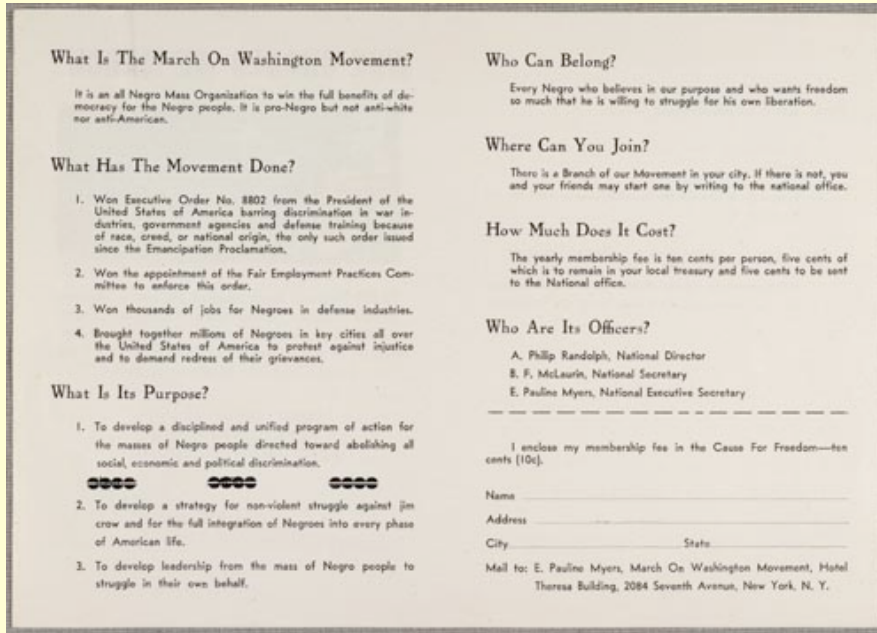 What Is The March On Washington Movement?
It is an all Negro Mass Organization to win the full benefits of de-
mocracy for the Negro people. It is pro-Negro but not anti-white
nor anti-American.
What Has The Movement Done?
1. Won Executive Order No. 8802 from the President of the
United States of America barring discrimination in war in-
dustries, government agencies and defense training because
of race, creed, or national origin, the only such order issued
since the Emancipation Proclamation.
2. Won the appointment of the Fair Employment Practices Com-
mittee to enforce this order.
3. Won thousands of jobs for Negroes in defense industries.
4. Brought together millions of Negroes in key cities all over
the United States of America to protest against injustice
and to demand redress of their grievances.
What Is Its Purpose?
1. To develop a disciplined and unified program of action for
the masses of Negro people directed toward abolishing all
social, economic and political discrimination.
2. To develop a strategy for non-violent struggle against jim
crow and for the full integration of Negroes into every phase
of American life.
3. To develop leadership from the mass of Negro people to
struggle in their own behalf.
Who Can Belong?
Every Negro who believes in our purpose and who wants freedom
so much that he is willing to struggle for his own liberation.
Where Can You Join?
There is a Branch of our Movement in your city. If there is not, you
and your friends may start one by writing to the national office.
How Much Does It Cost?
The yearly membership fee is ten cents per person, five cents of
which is to remain in your local treasury and five cents to be sent
to the National office.
Who Are Its Officers?
A. Philip Randolph, National Director
B. F. McLaurin, National Secretary
E. Pauline Myers, National Executive Secretary
I enclose my membership fee in the Cause For Freedom—ten
cents (10c).
Name
Address
City State
Mail to: E. Pauline Myers, March On Washington Movement, Hotel
Theresa Building, 2084 Seventh Avenue, New York, N. Y.